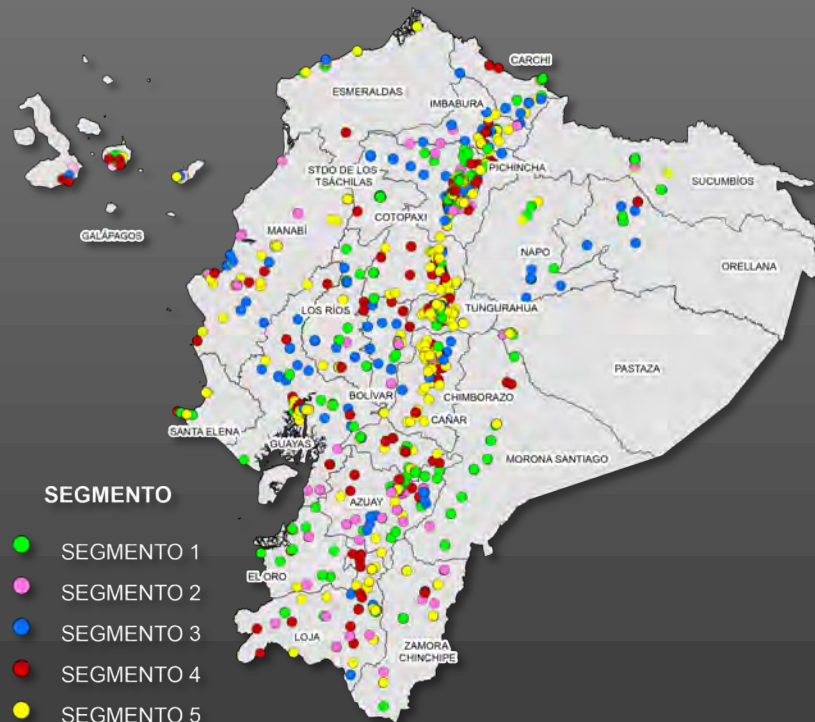 CARCHI
ESMERALDAS
IMBABURA
PICHINCHA
STDO DE LOS
TSÁCHILAS
SUCUMBÍOS
COTOPAXI
MANABÍ
GALÁPAGOS
NAPO
ORELLANA
LOS RÍOS
TUNGURAHUA
PASTAZA
BOLÍVAR
CHIMBORAZO
CAÑAR
SANTA ELENA
GUAYAS
MORONA SANTIAGO
AZUAY
EL ORO
LOJA
ZAMORA
CHINCHIPE
SEGMENTO
SEGMENTO 1
SEGMENTO 2
SEGMENTO 3
SEGMENTO 4
SEGMENTO 5